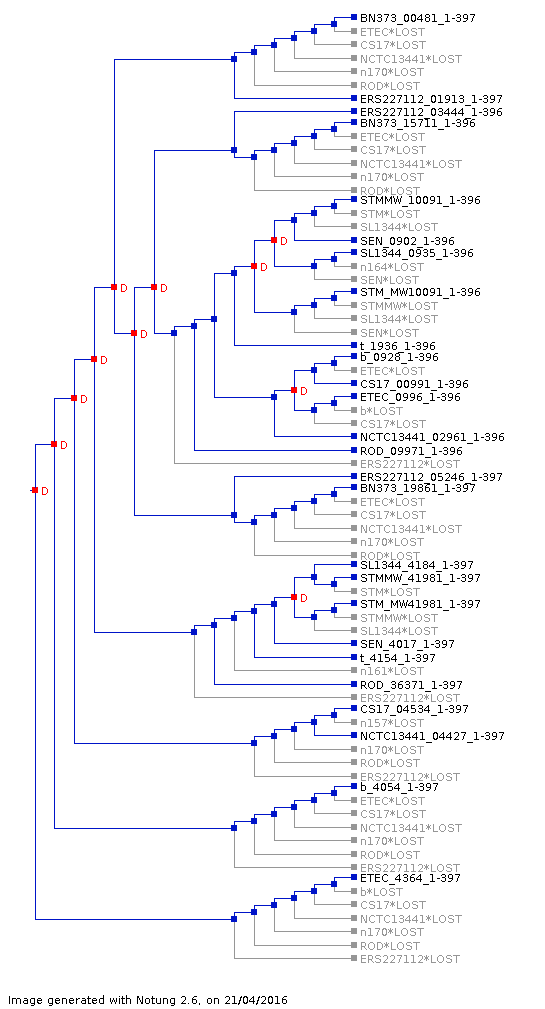 BN373_00481_1-397
ETEC*LOST
CS17*LOST
NCTC13441*LOST
n170*LOST
ROD*LOST
ERS227112_01913_1-397
ERS227112_03444_1-396
BN373_15711_1-396
ETEC*LOST
CS17*LOST
NCTC13441*LOST
n170*LOST
ROD*LOST
STMMW_10091_1-396
STM*LOST
SL1344*LOST
D
SEN_0902_1-396
SL1344_0935_1-396
D
n164*LOST
SEN*LOST
D
D
STM_MW10091_1-396
STMMW*LOST
SL1344*LOST
SEN*LOST
D
t_1936_1-396
b_0928_1-396
D
ETEC*LOST
CS17_00991_1-396
D
ETEC_0996_1-396
D
b*LOST
CS17*LOST
NCTC13441_02961_1-396
D
ROD_09971_1-396
ERS227112*LOST
ERS227112_05246_1-397
BN373_19861_1-397
D
ETEC*LOST
CS17*LOST
NCTC13441*LOST
n170*LOST
ROD*LOST
SL1344_4184_1-397
STMMW_41981_1-397
STM*LOST
D
STM_MW41981_1-397
STMMW*LOST
SL1344*LOST
SEN_4017_1-397
t_4154_1-397
n161*LOST
ROD_36371_1-397
ERS227112*LOST
CS17_04534_1-397
n157*LOST
NCTC13441_04427_1-397
n170*LOST
ROD*LOST
ERS227112*LOST
b_4054_1-397
ETEC*LOST
CS17*LOST
NCTC13441*LOST
n170*LOST
ROD*LOST
ERS227112*LOST
ETEC_4364_1-397
b*LOST
CS17*LOST
NCTC13441*LOST
n170*LOST
ROD*LOST
ERS227112*LOST
Image generated with Notung 2.6, on 21/04/2016